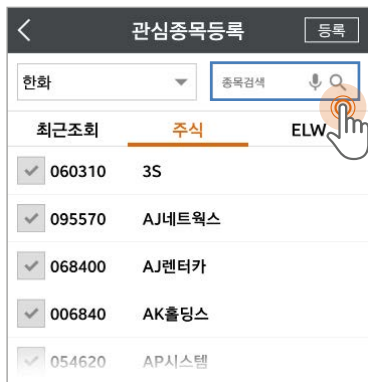 관심종목등록 등록
한화 종목검색
최근조회 주식 ELW
060310 3S
095570 AJ네트웍스
068400 AJ렌터카
006840 AK홀딩스
054620 AP시스템